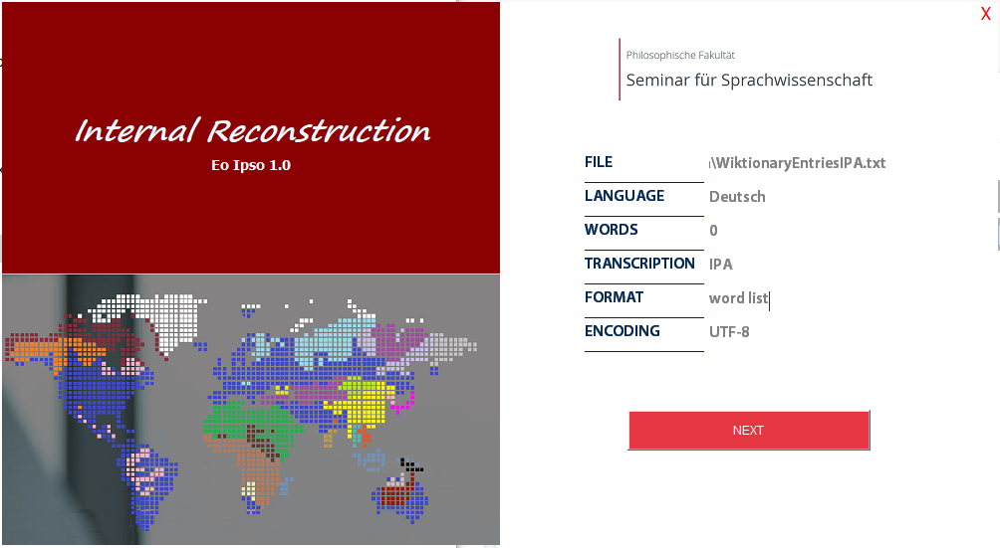 Internal Reconstruction
Eo Ipso 1.0
X
Philosophische Fakultät
Seminar für Sprachwissenschaft
FILE \WiktionaryEntriesIPA.txt
LANGUAGE Deutsch
WORDS 0
TRANSCRIPTION IPA
FORMAT word list
ENCODING UTF-8
NEXT